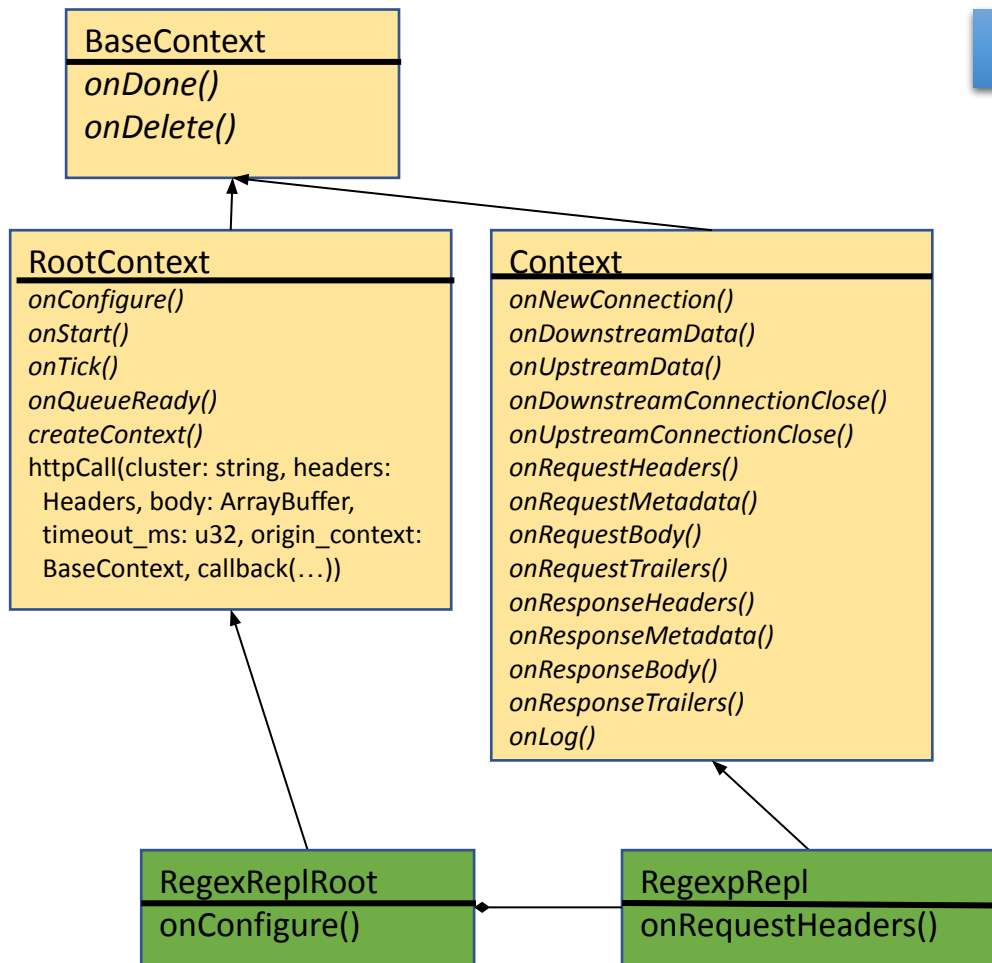 BaseContext
onDone()
onDelete()
RootContext
onConfigure()
onStart()
onTick()
onQueueReady()
createContext()
httpCall(cluster: string, headers:
Headers, body: ArrayBuffer,
timeout_ms: u32, origin_context:
BaseContext, callback(…))
Context
onNewConnection()
onDownstreamData()
onUpstreamData()
onDownstreamConnectionClose()
onUpstreamConnectionClose()
onRequestHeaders()
onRequestMetadata()
onRequestBody()
onRequestTrailers()
onResponseHeaders()
onResponseMetadata()
onResponseBody()
onResponseTrailers()
onLog()
RegexReplRoot
onConfigure()
RegexpRepl
onRequestHeaders()